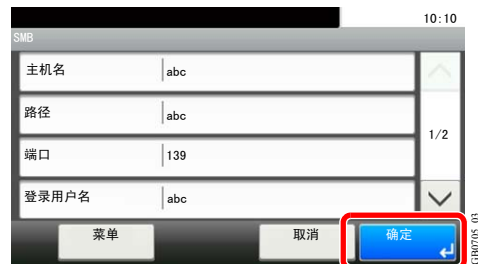 10:10
SMB
主机名 abc
路径 abc
1/2
端口 139
登录用户名 abc
菜单 取消 确定
GB0705_03